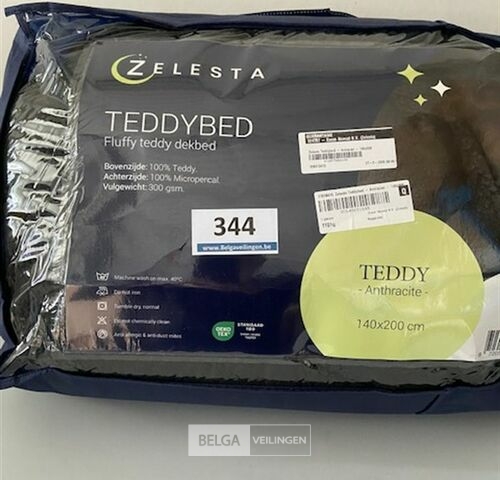 ZELESTA
TEDDYBED
Fluffy teddy dekbed
Bovenzijde: 100% Teddy.
Achterzijde: 100% Micropercal.
Vulgewicht: 300 gsm.
344
www.Belgaveilingen.be
Machine wash on max. 40°C
Do not iron
Tumble dry, normal
Do not chemically clean
Anti allergic & anti-dust mites
OEKO
TEX®
STANDARD
100
TEDDY
- Anthracite -
140x200 cm
BELGA VEILINGEN